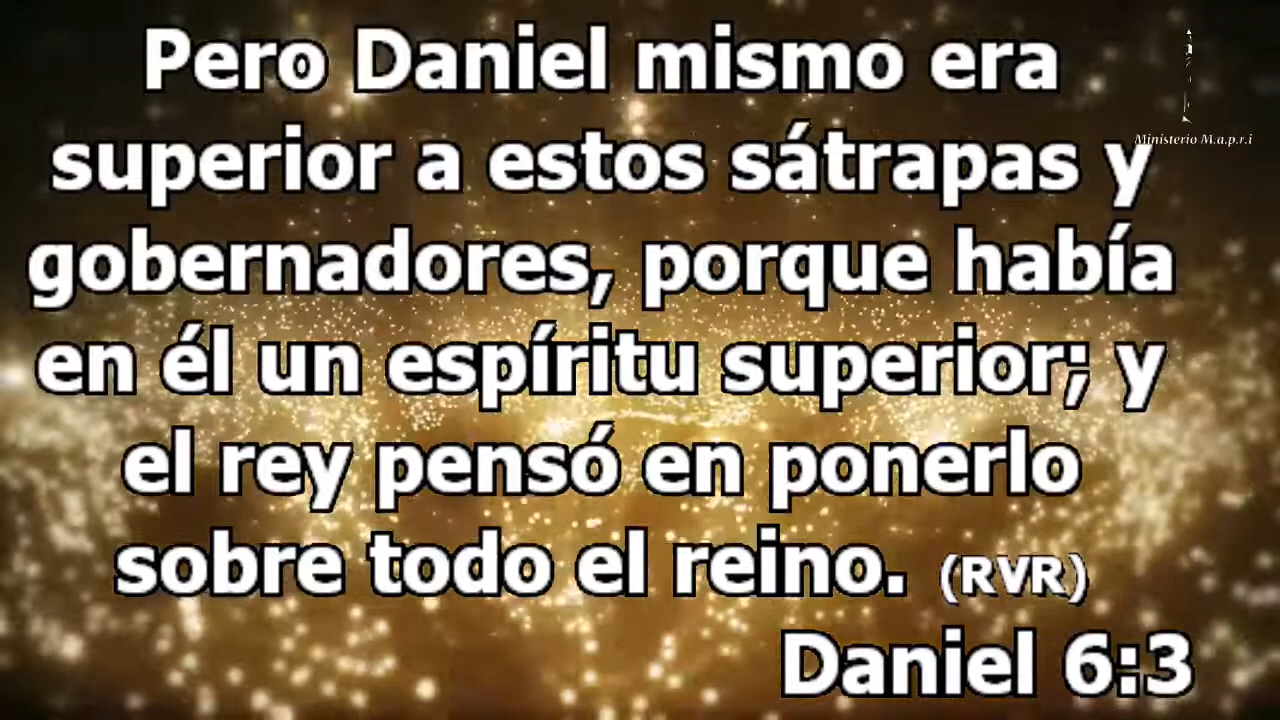 Pero Daniel mismo era
superior a estos sátrapas y
gobernadores, porque había
en él un espíritu superior; y
el rey pensó en ponerlo
sobre todo el reino. (RVR)
Daniel 6:3
Ministerio M.a.p.r.i